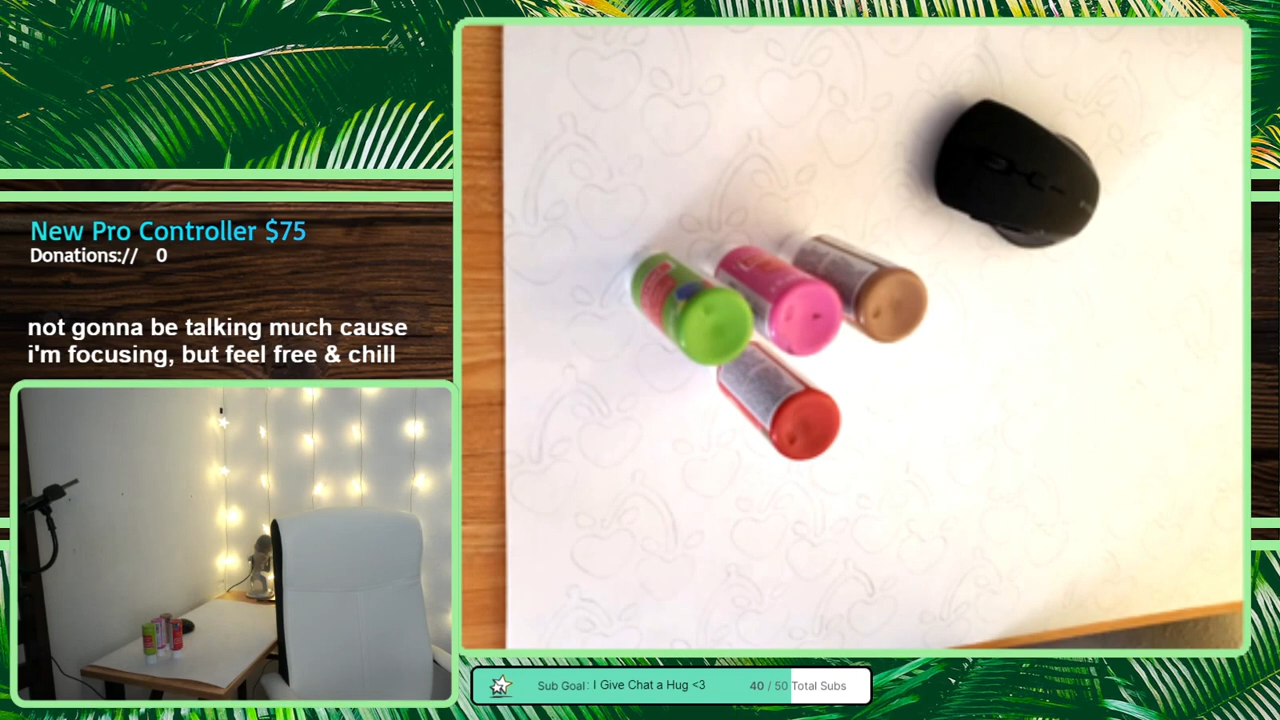 New Pro Controller $75
Donations:// 0
not gonna be talking much cause
i'm focusing, but feel free & chill
Sub Goal: I Give Chat a Hug <3 40 / 50 Total Subs